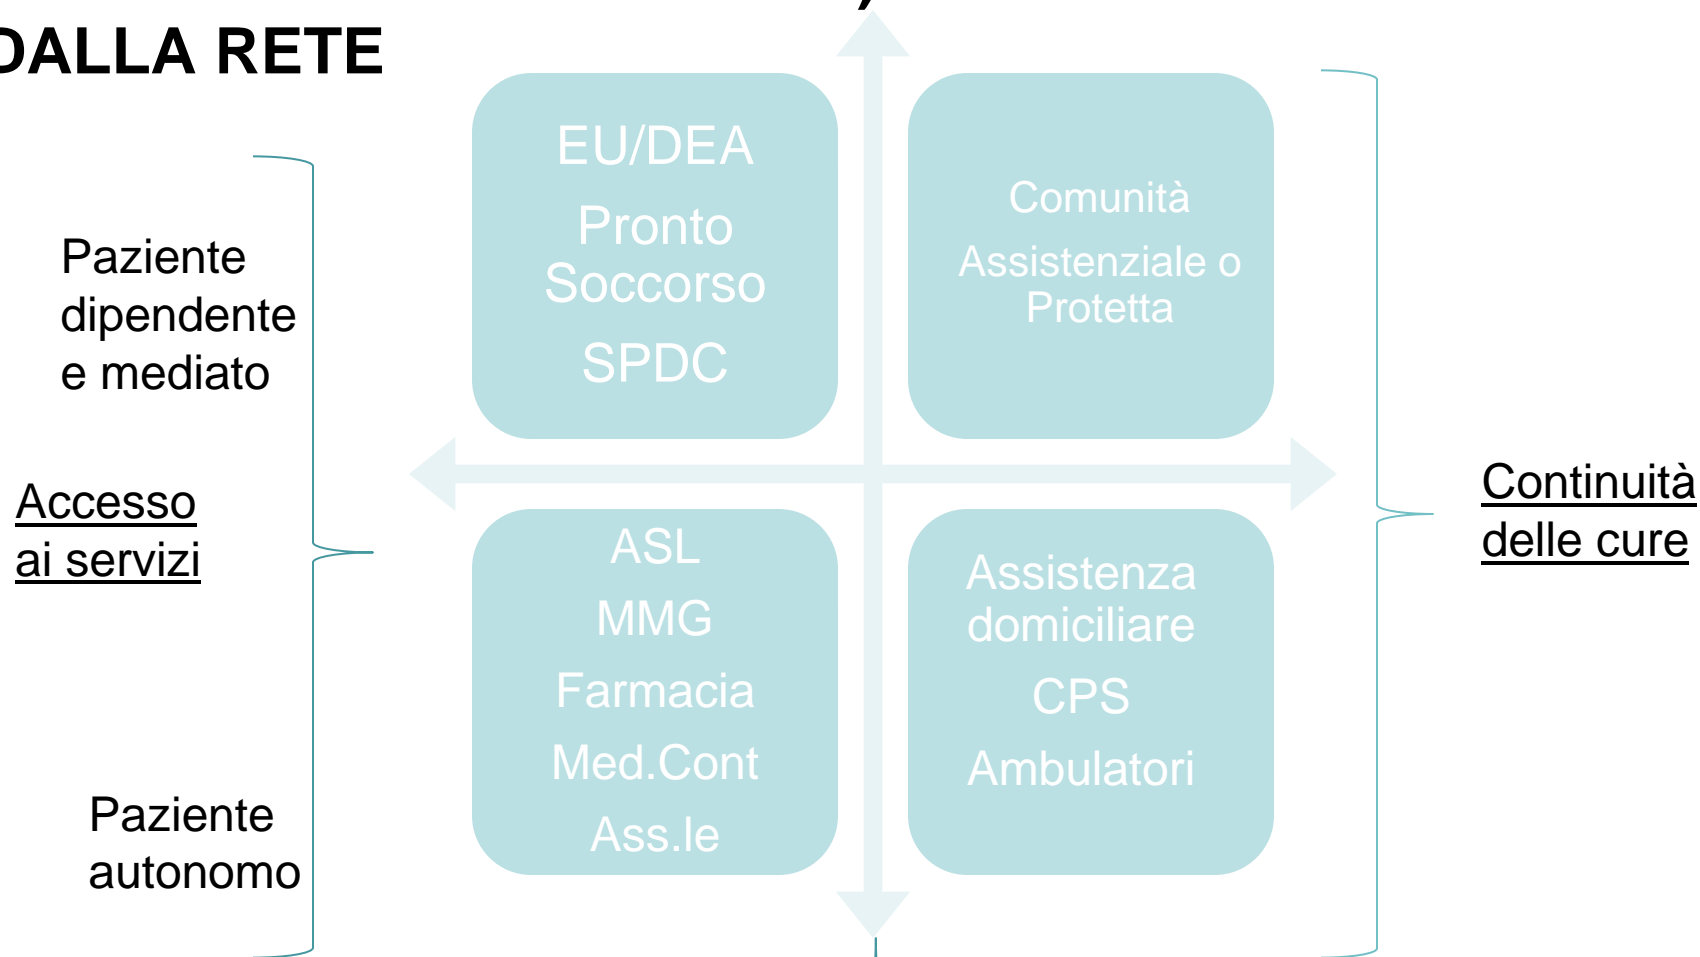 DALLA RETE
EU/DEA
Pronto
Soccorso
SPDC
Comunità
Assistenziale o
Protetta
Paziente
dipendente
e mediato
Accesso
ai servizi
Continuità
delle cure
ASL
MMG
Farmacia
Med.Cont
Ass.le
Assistenza
domiciliare
CPS
Ambulatori
Paziente
autonomo